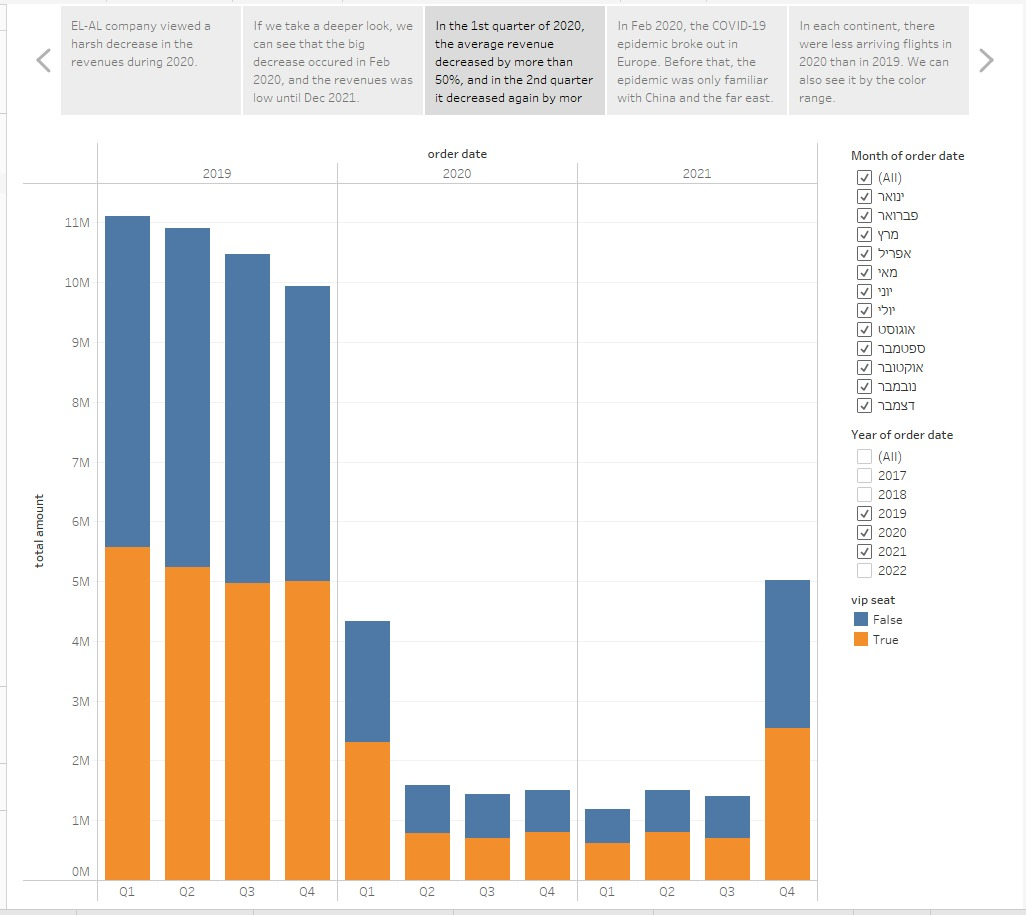 EL-AL company viewed a
harsh decrease in the
revenues during 2020.
If we take a deeper look, we
can see that the big
decrease occured in Feb
2020, and the revenues was
low until Dec 2021.
In the 1st quarter of 2020,
the average revenue
decreased by more than
50%, and in the 2nd quarter
it decreased again by mor
In Feb 2020, the COVID-19
epidemic broke out in
Europe. Before that, the
epidemic was only familiar
with China and the far east.
In each continent, there
were less arriving flights in
2020 than in 2019. We can
also see it by the color
range.
order date
2019 2020 2021
total amount
11M
10M
9M
8M
7M
6M
5M
4M
3M
2M
1M
0M
Q1 Q2 Q3 Q4 Q1 Q2 Q3 Q4 Q1 Q2 Q3 Q4
Month of order date
(All)
ינואר
פברואר
מרץ
אפריל
מאי
יוני
יולי
אוגוסט
ספטמבר
אוקטובר
נובמבר
דצמבר
Year of order date
(All)
2017
2018
2019
2020
2021
2022
vip seat
False
True